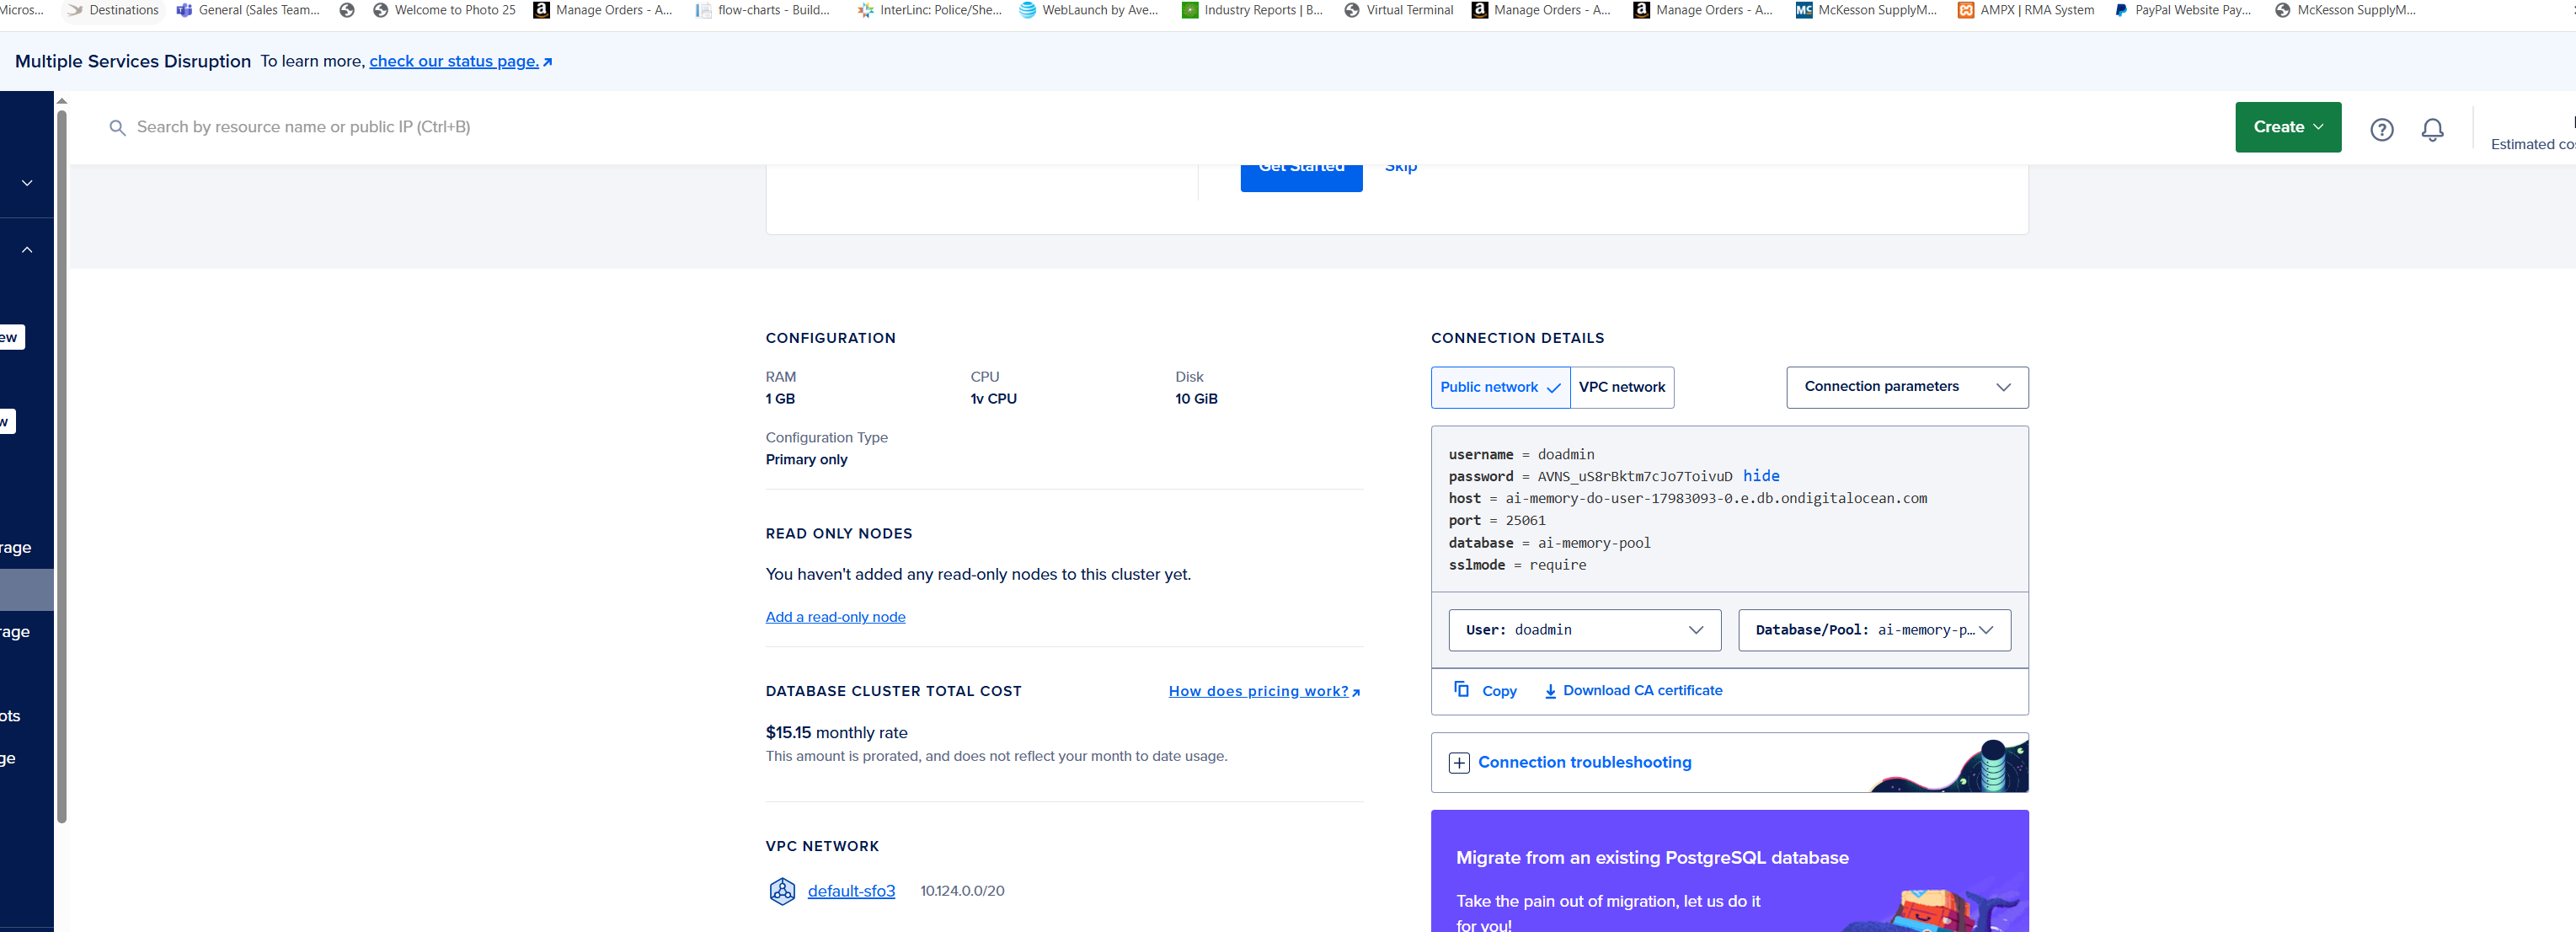 Micros...
Destinations
General (Sales Team...
Welcome to Photo 25
Manage Orders - A...
flow-charts - Build...
InterLinc: Police/She...
WebLaunch by Ave...
Industry Reports | B...
Virtual Terminal
Manage Orders - A...
Manage Orders - A...
McKesson SupplyM...
AMPX | RMA System
PayPal Website Pay...
McKesson SupplyM...
Multiple Services Disruption To learn more, check our status page.
Search by resource name or public IP (Ctrl+B)
Create
Estimated cos
Get Started
Skip
ew
w
rage
rage
ots
ge
CONFIGURATION
RAM
1 GB
CPU
1v CPU
Disk
10 GiB
Configuration Type
Primary only
READ ONLY NODES
You haven't added any read-only nodes to this cluster yet.
Add a read-only node
DATABASE CLUSTER TOTAL COST
How does pricing work?
$15.15 monthly rate
This amount is prorated, and does not reflect your month to date usage.
VPC NETWORK
default-sfo3
10.124.0.0/20
CONNECTION DETAILS
Public network
VPC network
Connection parameters
username = doadmin
password = AVNS_uS8rBktm7cJo7ToivuD hide
host = ai-memory-do-user-17983093-0.e.db.ondigitalocean.com
port = 25061
database = ai-memory-pool
sslmode = require
User: doadmin
Database/Pool: ai-memory-p...
Copy
Download CA certificate
Connection troubleshooting
Migrate from an existing PostgreSQL database
Take the pain out of migration, let us do it
for you!